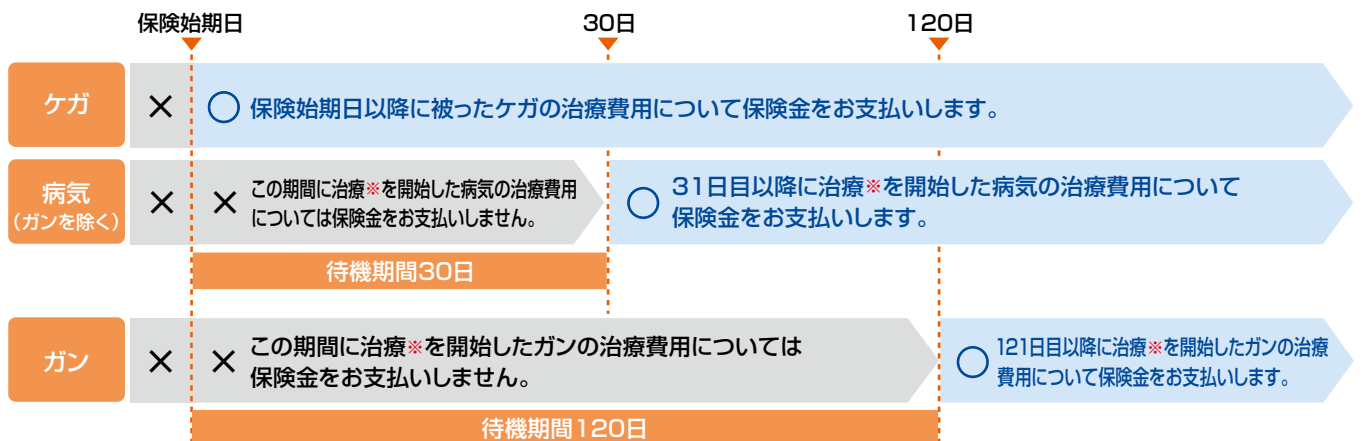 保険始期日 30日 120日
ケガ
× ○ 保険始期日以降に被ったケガの治療費用について保険金をお支払いします。
病気
(ガンを除く)
× × この期間に治療※を開始した病気の治療費用
については保険金をお支払いしません。
○ 31日目以降に治療※を開始した病気の治療費用について
保険金をお支払いします。
待機期間30日
ガン
× × この期間に治療※を開始したガンの治療費用については
保険金をお支払いしません。
○ 121日目以降に治療※を開始したガンの治療
費用について保険金をお支払いします。
待機期間120日